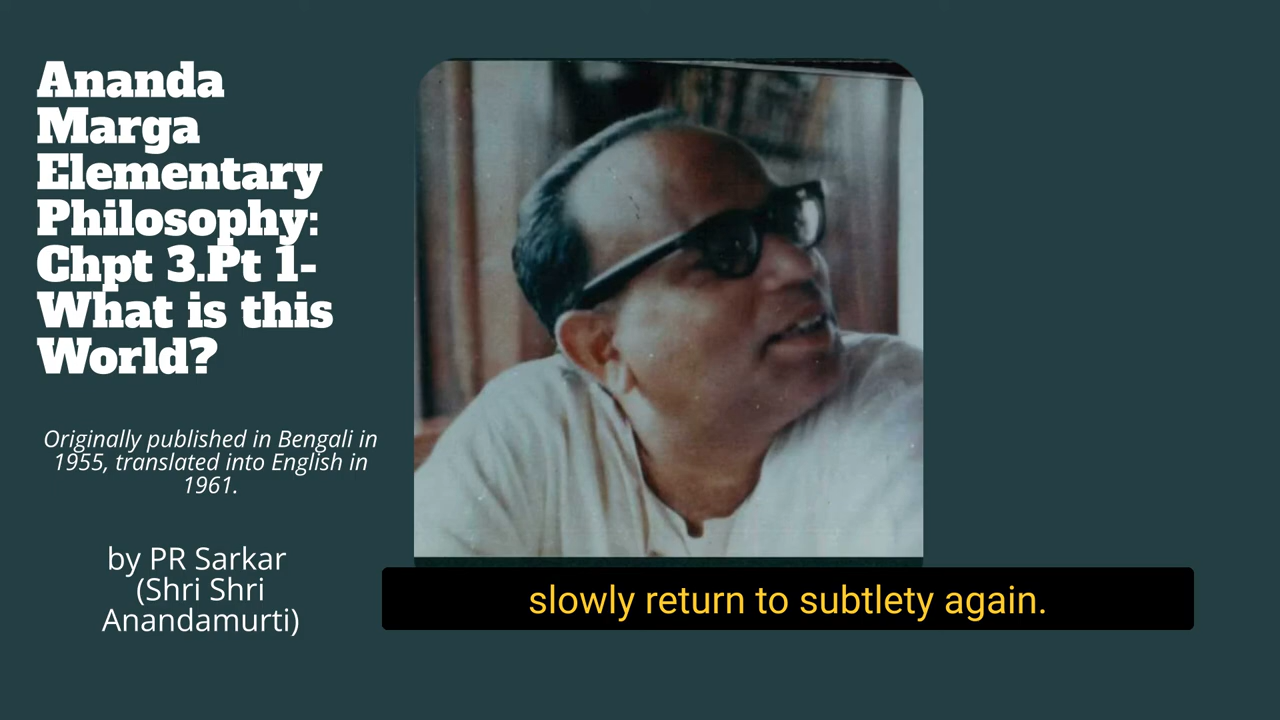 Ananda
Marga
Elementary
Philosophy:
Chpt 3.Pt 1-
What is this
World?
Originally published in Bengali in
1955, translated into English in
1961.
by PR Sarkar
(Shri Shri
Anandamurti)
slowly return to subtlety again.